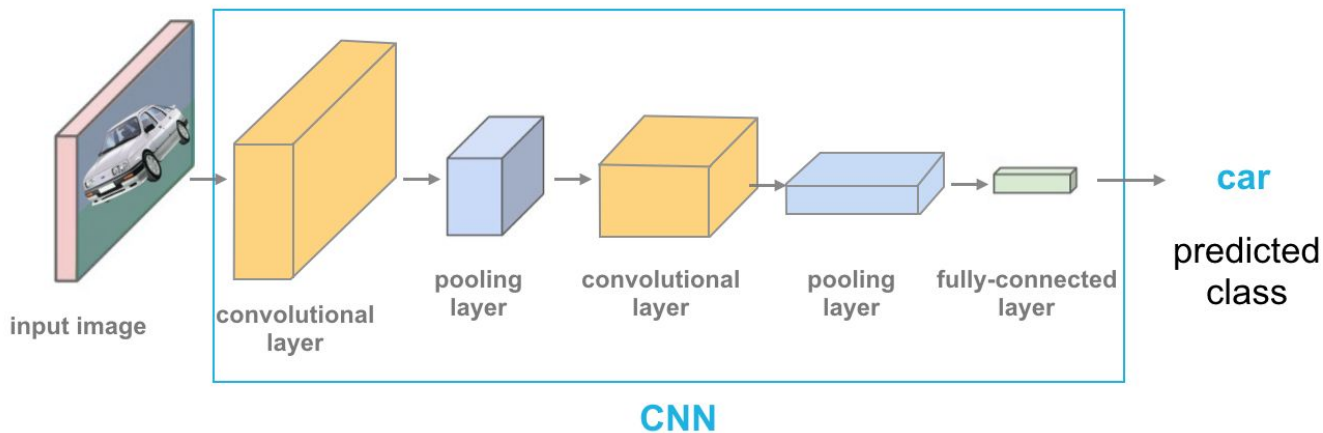 input image
convolutional
layer
pooling
layer
convolutional
layer
pooling
layer
fully-connected
layer
car
predicted
class
CNN